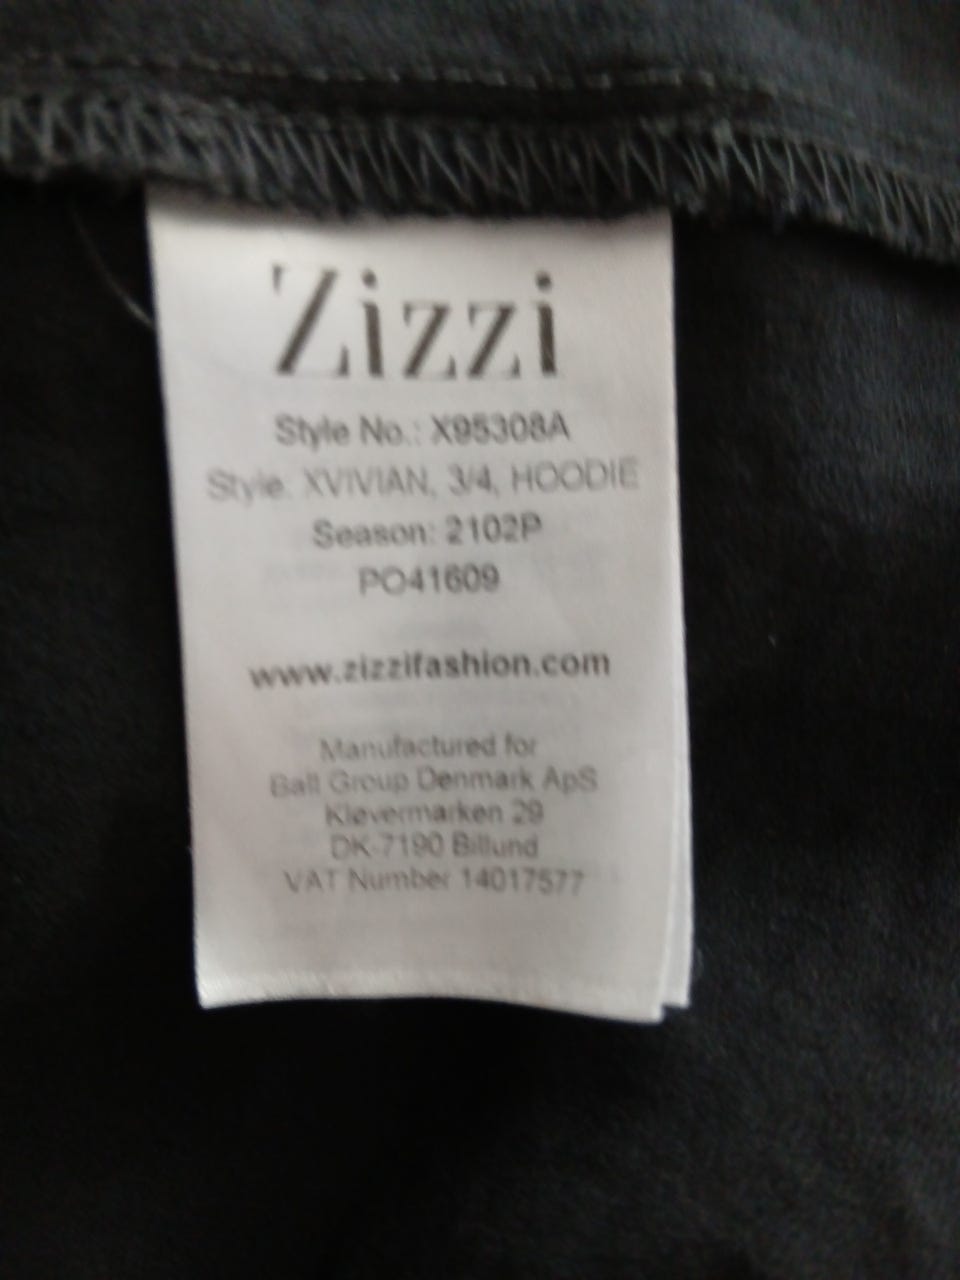 Zizzi
Style No.: X95308A
Style: XVIVIAN, 3/4, HOODIE
Season: 2102P
PO41609
www.zizzifashion.com
Manufactured for
Ball Group Denmark ApS
Kløvermarken 29
DK-7190 Billund
VAT Number 14017577